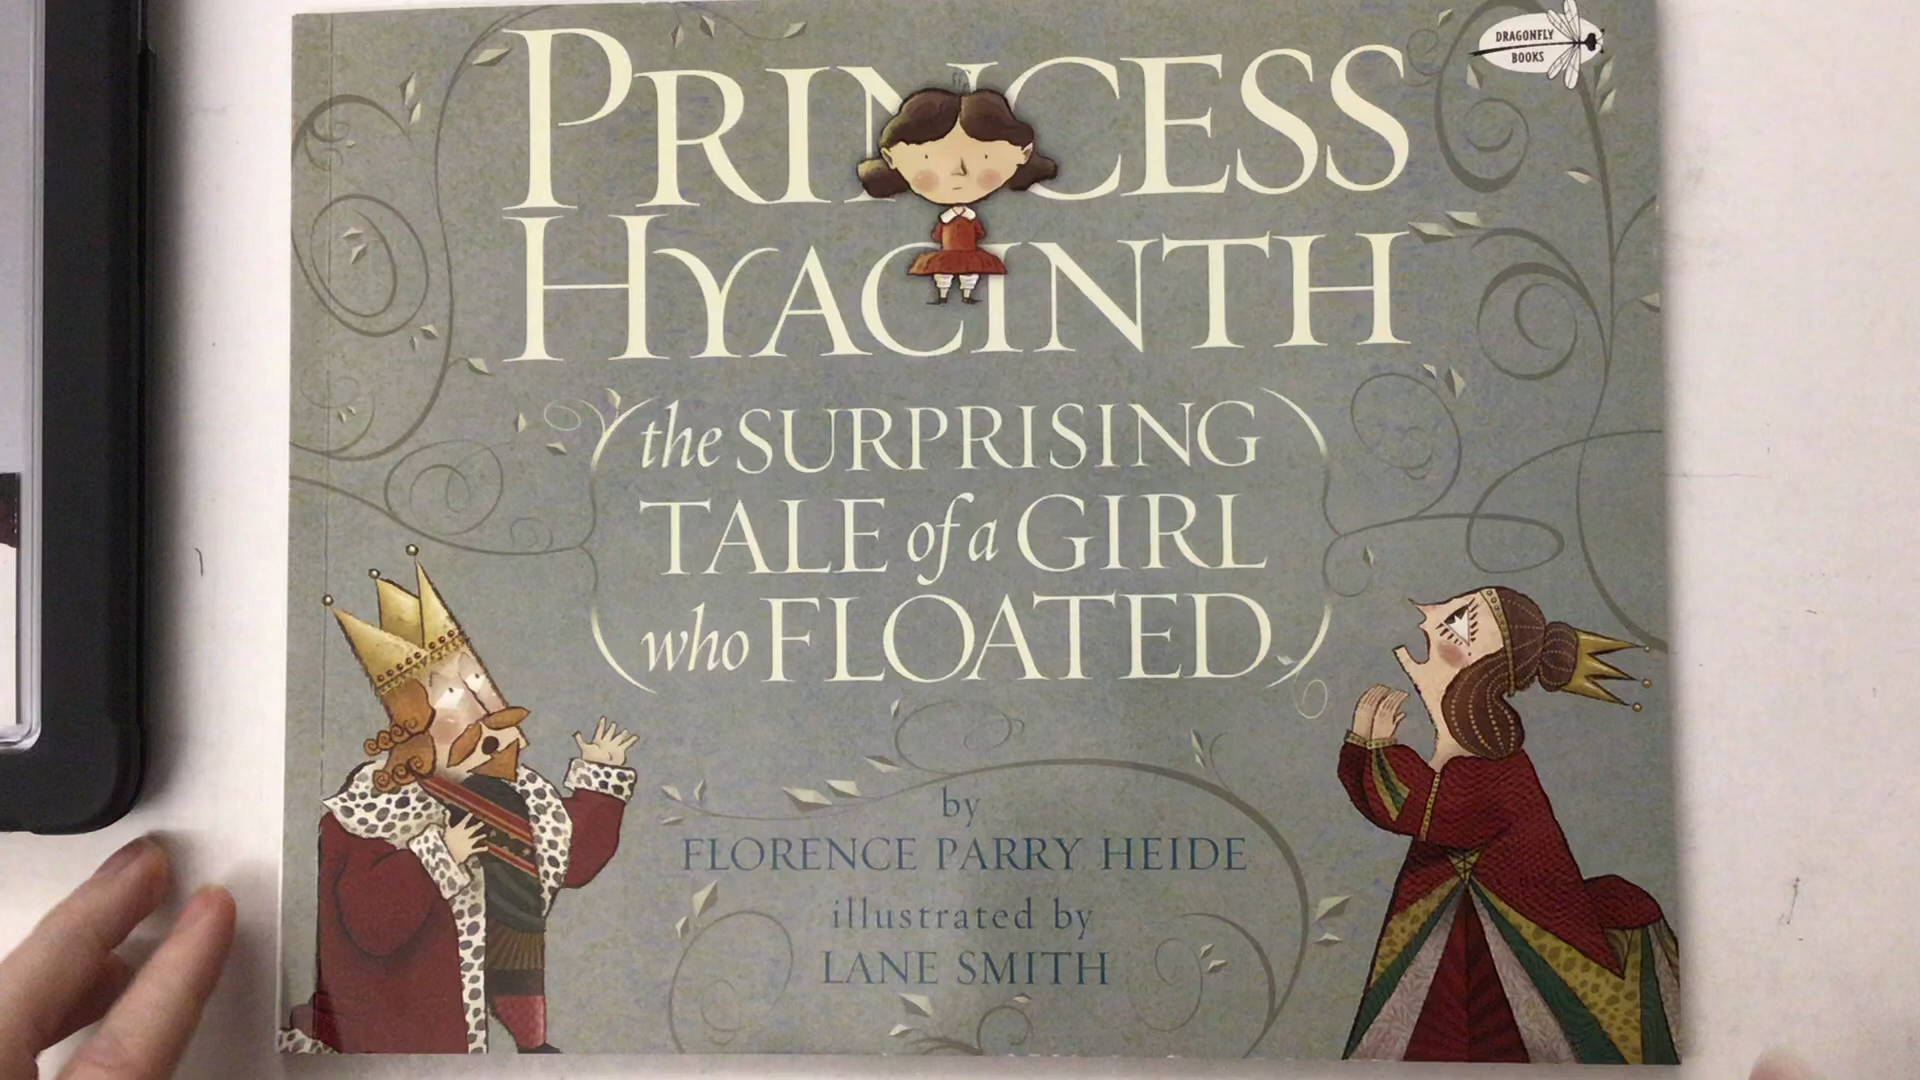 DRAGONFLY
BOOKS
PRINCESS
HYACINTH
(the SURPRISING
TALE of a GIRL
who FLOATED)
by
FLORENCE PARRY HEIDE
illustrated by
LANE SMITH